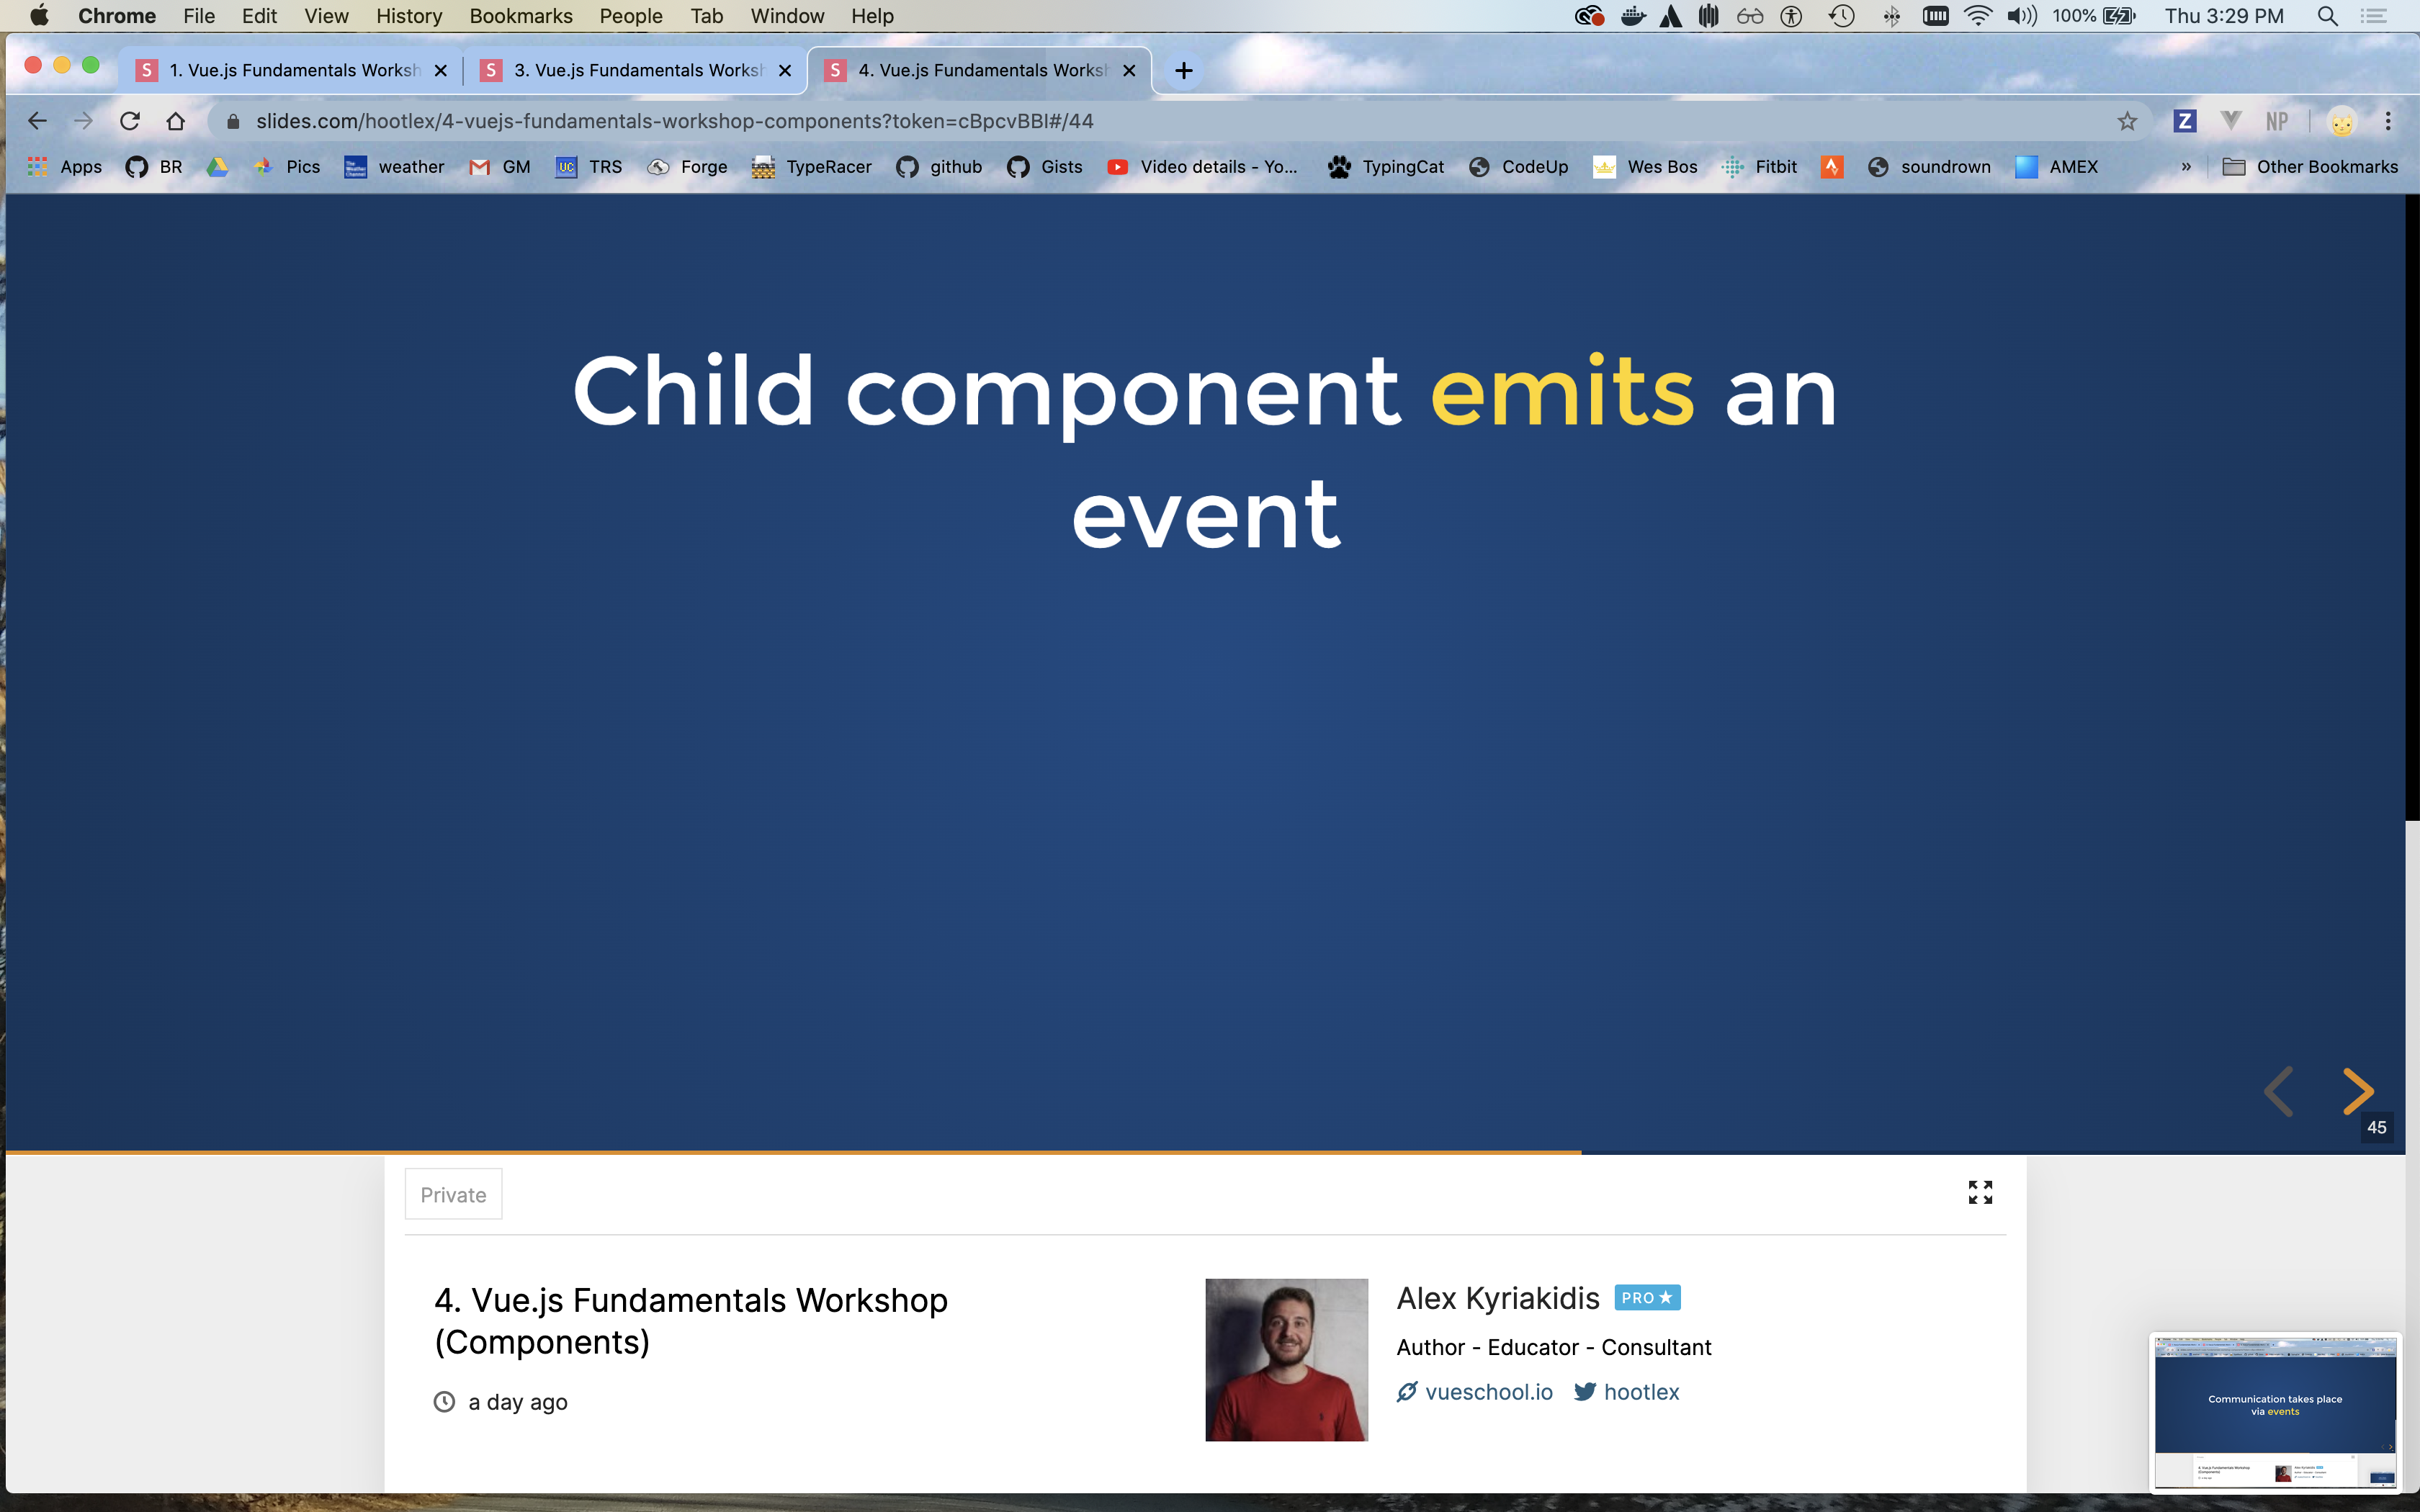 Chrome File Edit View History Bookmarks People Tab Window Help 100% Thu 3:29 PM
S 1. Vue.js Fundamentals Worksh S 3. Vue.js Fundamentals Worksh S 4. Vue.js Fundamentals Worksh
slides.com/hootlex/4-vuejs-fundamentals-workshop-components?token=cBpcvBBI#/44 Z NP
Apps BR Pics weather GM UC TRS Forge TypeRacer github Gists Video details - Yo... TypingCat CodeUp Wes Bos Fitbit soundrown AMEX » Other Bookmarks
Child component emits an
event
45
Private
4. Vue.js Fundamentals Workshop
(Components)
a day ago
Alex Kyriakidis PRO
Author - Educator - Consultant
vueschool.io hootlex
Communication takes place
via events